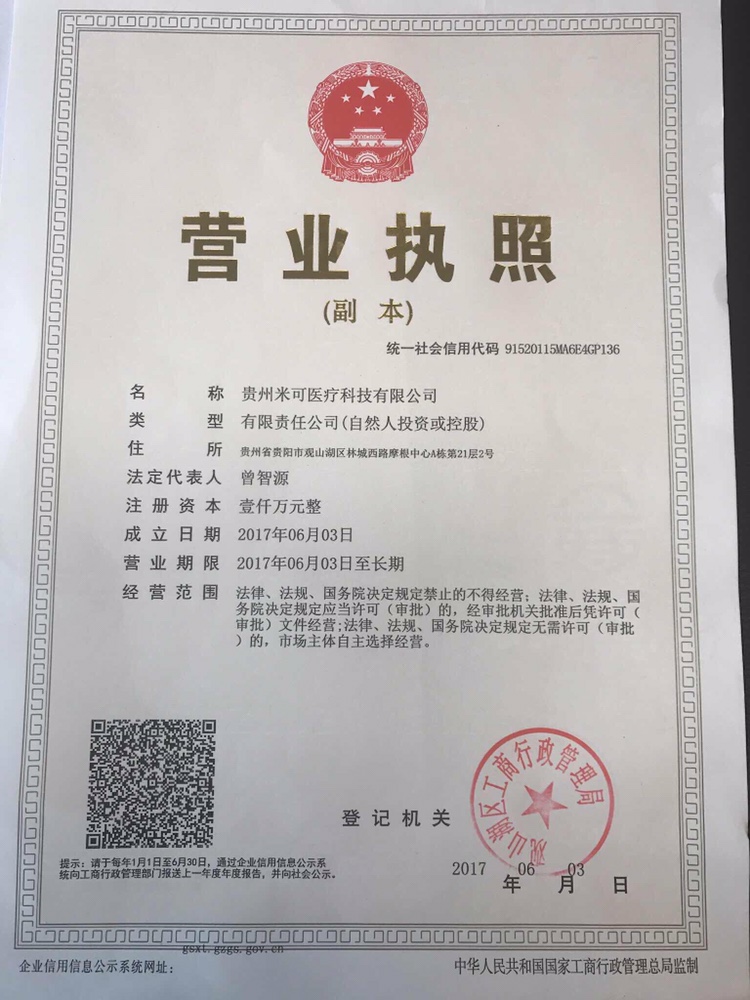 营业执照
(副 本)
统一社会信用代码 91520115MA6E4GP136
名 称 贵州米可医疗科技有限公司
类 型 有限责任公司(自然人投资或控股)
住 所 贵州省贵阳市观山湖区林城西路摩根中心A栋第21层2号
法定代表人 曾智源
注册资本 壹仟万元整
成立日期 2017年06月03日
营业期限 2017年06月03日至长期
经营范围 法律、法规、国务院决定规定禁止的不得经营；法律、法规、国
务院决定规定应当许可（审批）的，经审批机关批准后凭许可（
审批）文件经营;法律、法规、国务院决定规定无需许可（审批
）的，市场主体自主选择经营。
观山湖区工商行政管理局
登记机关
2017 06 03
年 月 日
提示：请于每年1月1日至6月30日，通过企业信用信息公示系
统向工商行政管理部门报送上一年度年度报告，并向社会公示。
gsxt.gzgs.gov.cn
企业信用信息公示系统网址：
中华人民共和国国家工商行政管理总局监制